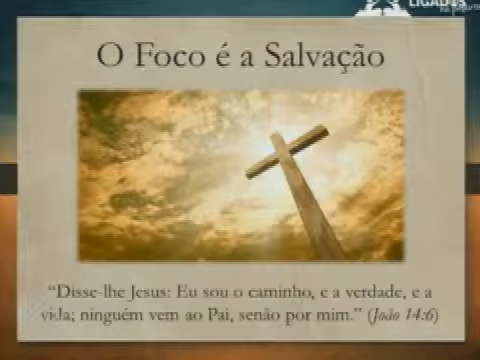 LIGADOS
O Foco é a Salvação
“Disse-lhe Jesus: Eu sou o caminho, e a verdade, e a
vida; ninguém vem ao Pai, senão por mim.” (João 14:6)